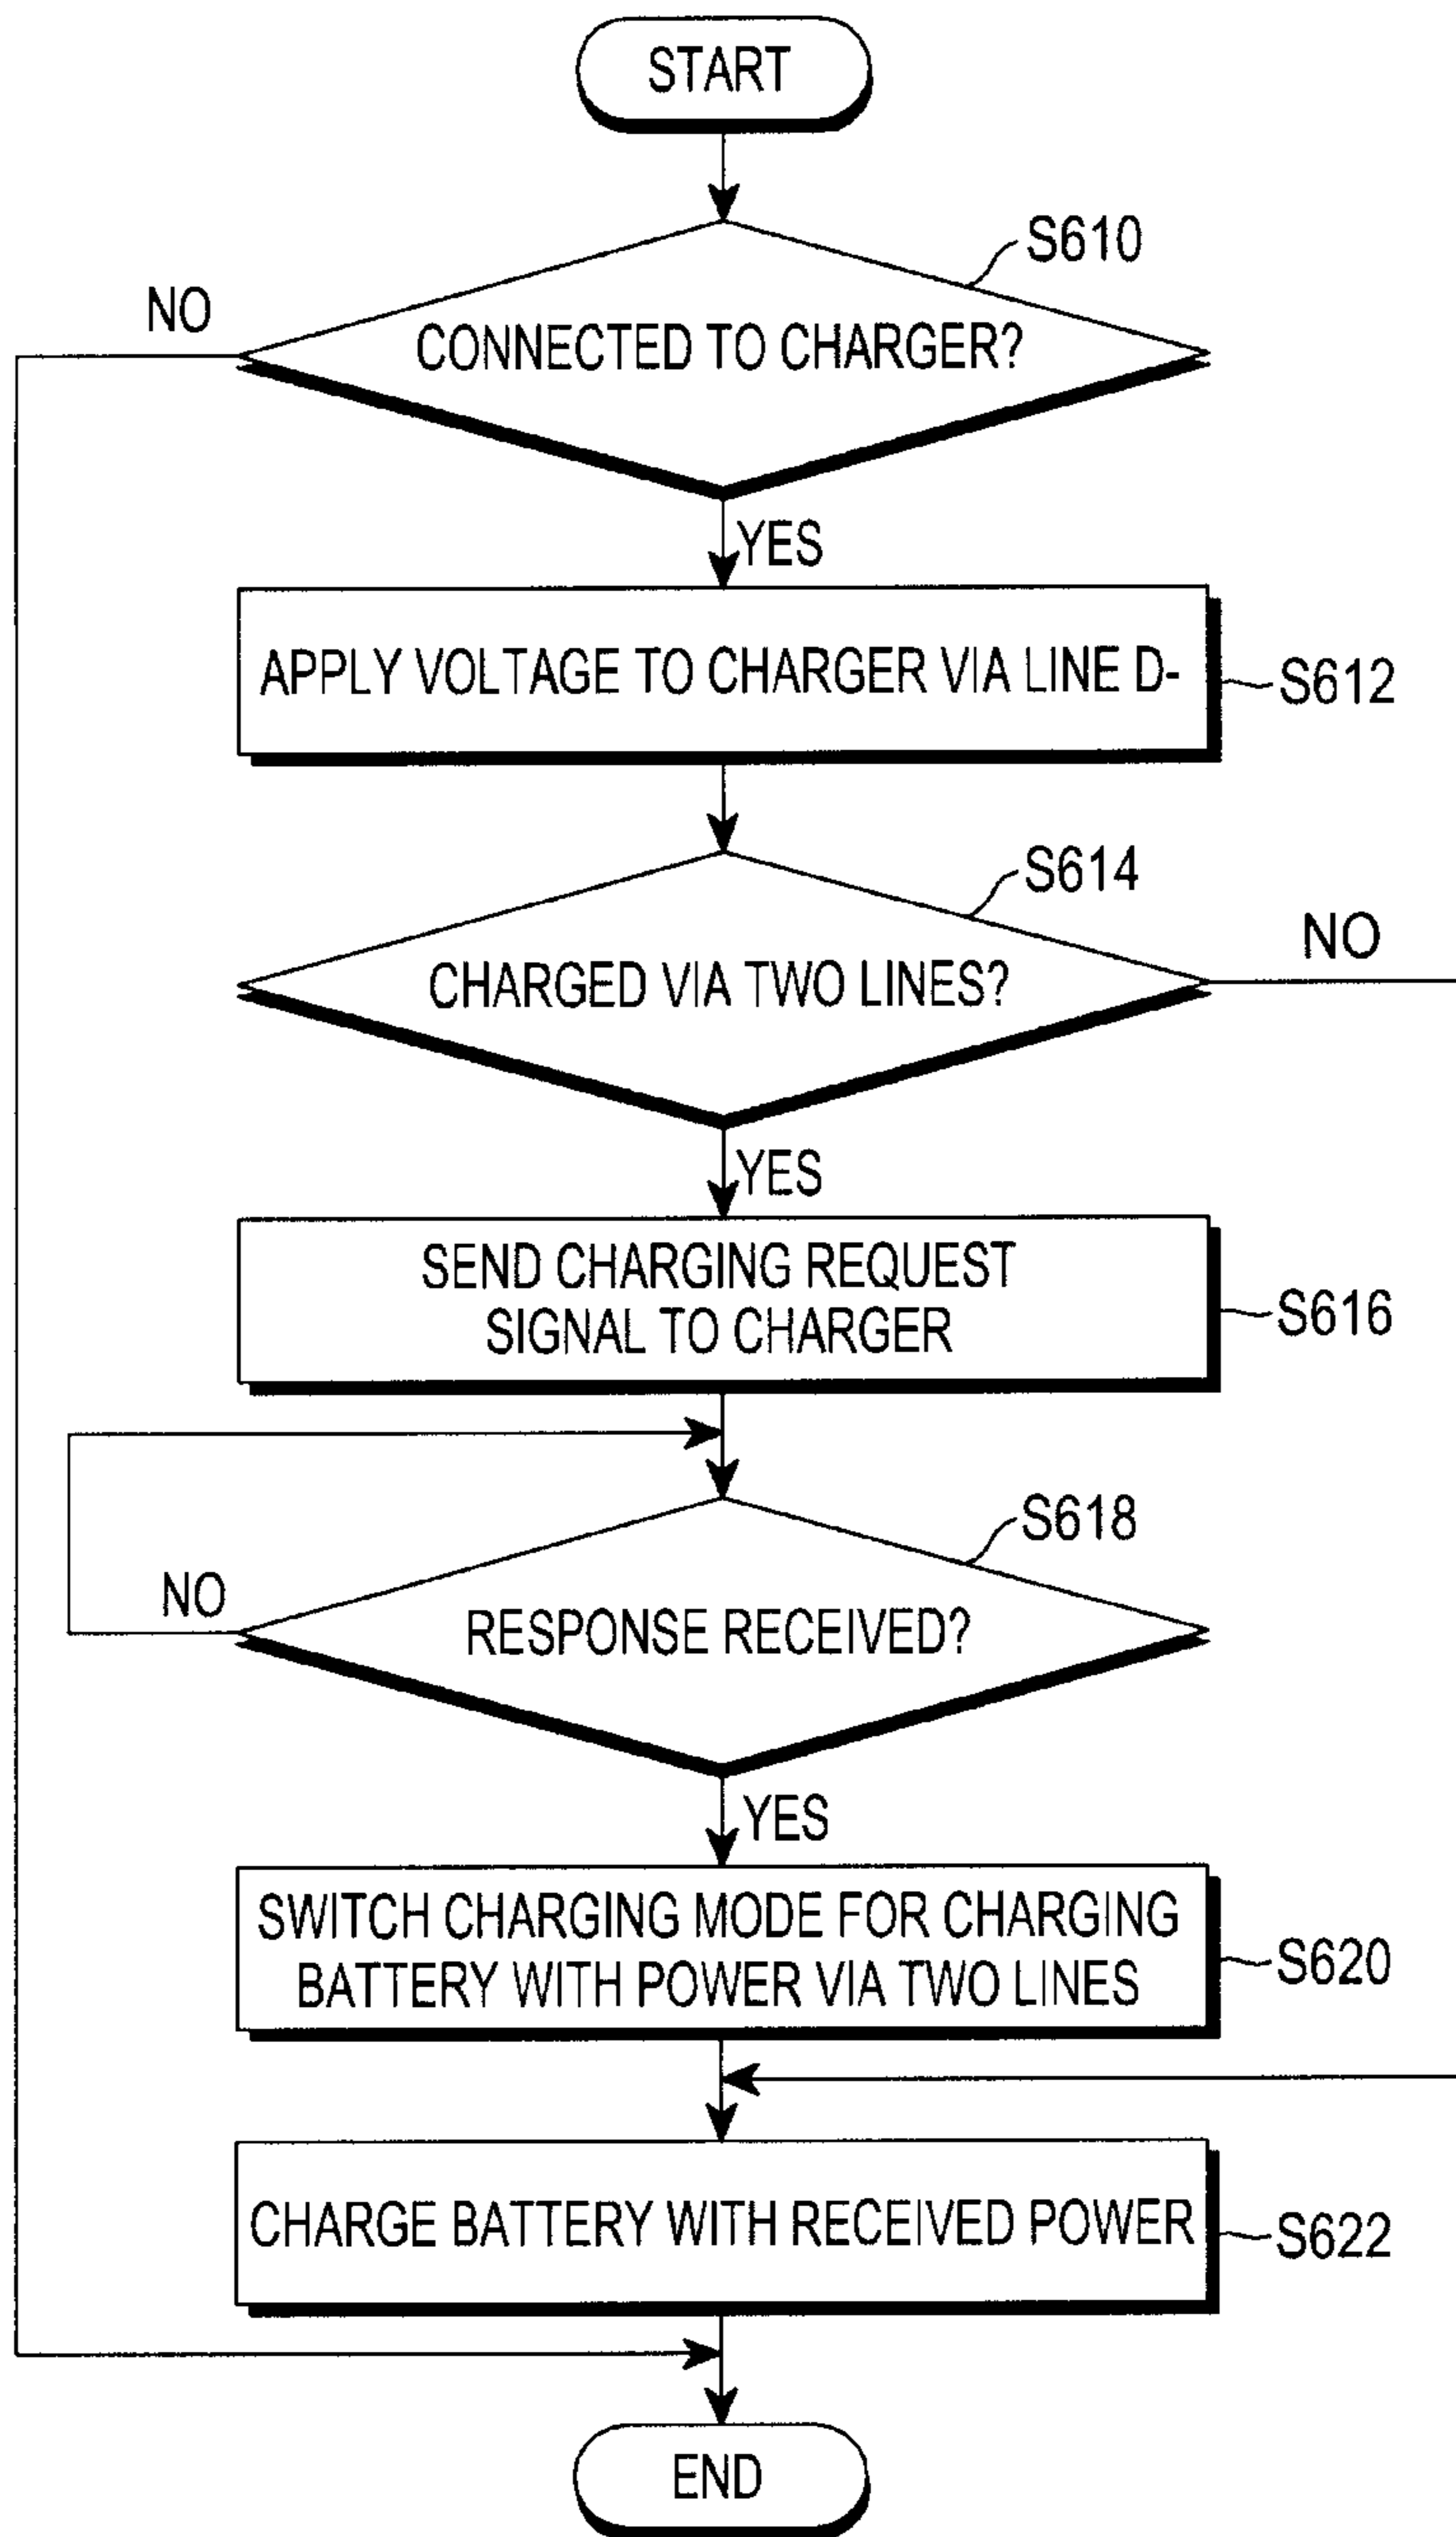 START
S610
NO
CONNECTED TO CHARGER?
YES
APPLY VOLTAGE TO CHARGER VIA LINE D-
S612
S614
NO
CHARGED VIA TWO LINES?
YES
SEND CHARGING REQUEST
SIGNAL TO CHARGER
S616
S618
NO
RESPONSE RECEIVED?
YES
SWITCH CHARGING MODE FOR CHARGING
BATTERY WITH POWER VIA TWO LINES
S620
CHARGE BATTERY WITH RECEIVED POWER
S622
END